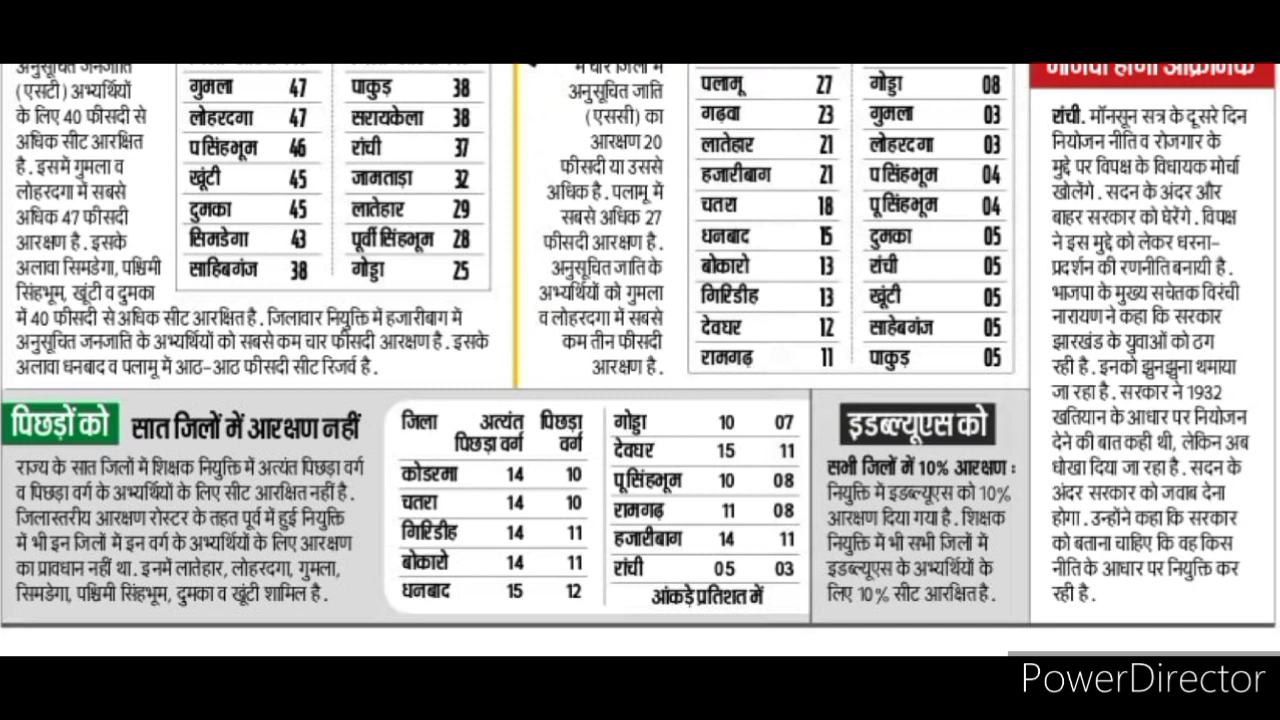 अनुसूचित जनजाति
(एसटी) अभ्यर्थियों
के लिए 40 फीसदी से
अधिक सीट आरक्षित
है. इसमें गुमला व
लोहरदगा में सबसे
अधिक 47 फीसदी
आरक्षण है. इसके
अलावा सिमडेगा, पश्चिमी
सिंहभूम, खूंटी व दुमका
में 40 फीसदी से अधिक सीट आरक्षित है. जिलावार नियुक्ति में हजारीबाग में
अनुसूचित जनजाति के अभ्यर्थियों को सबसे कम चार फीसदी आरक्षण है. इसके
अलावा धनबाद व पलामू में आठ-आठ फीसदी सीट रिजर्व है.
गुमला 47 पाकुड़ 38
लोहरदगा 47 सरायकेला 38
प सिंहभूम 46 रांची 37
खूंटी 45 जामताड़ा 32
दुमका 45 लातेहार 29
सिमडेगा 43 पूर्वी सिंहभूम 28
साहिबगंज 38 गोड्डा 25
में चार जिलों में
अनुसूचित जाति
(एससी) का
आरक्षण 20
फीसदी या उससे
अधिक है. पलामू में
सबसे अधिक 27
फीसदी आरक्षण है.
अनुसूचित जाति के
अभ्यर्थियों को गुमला
व लोहरदगा में सबसे
कम तीन फीसदी
आरक्षण है.
पलामू 27 गोड्डा 08
गढ़वा 23 गुमला 03
लातेहार 21 लोहरदगा 03
हजारीबाग 21 प सिंहभूम 04
चतरा 18 पू सिंहभूम 04
धनबाद 15 दुमका 05
बोकारो 13 रांची 05
गिरिडीह 13 खूंटी 05
देवघर 12 साहेबगंज 05
रामगढ़ 11 पाकुड़ 05
रांची. मॉनसून सत्र के दूसरे दिन
नियोजन नीति व रोजगार के
मुद्दे पर विपक्ष के विधायक मोर्चा
खोलेंगे. सदन के अंदर और
बाहर सरकार को घेरेंगे. विपक्ष
ने इस मुद्दे को लेकर धरना-
प्रदर्शन की रणनीति बनायी है.
भाजपा के मुख्य सचेतक विरंची
नारायण ने कहा कि सरकार
झारखंड के युवाओं को ठग
रही है. इनको झुनझुना थमाया
जा रहा है. सरकार ने 1932
खतियान के आधार पर नियोजन
देने की बात कही थी, लेकिन अब
धोखा दिया जा रहा है. सदन के
अंदर सरकार को जवाब देना
होगा. उन्होंने कहा कि सरकार
को बताना चाहिए कि वह किस
नीति के आधार पर नियुक्ति कर
रही है.
पिछड़ों को सात जिलों में आरक्षण नहीं
राज्य के सात जिलों में शिक्षक नियुक्ति में अत्यंत पिछड़ा वर्ग
व पिछड़ा वर्ग के अभ्यर्थियों के लिए सीट आरक्षित नहीं है.
जिलास्तरीय आरक्षण रोस्टर के तहत पूर्व में हुई नियुक्ति
में भी इन जिलों में इन वर्ग के अभ्यर्थियों के लिए आरक्षण
का प्रावधान नहीं था. इनमें लातेहार, लोहरदगा, गुमला,
सिमडेगा, पश्चिमी सिंहभूम, दुमका व खूंटी शामिल है.
जिला अत्यंत पिछड़ा
पिछड़ा वर्ग वर्ग
कोडरमा 14 10
चतरा 14 10
गिरिडीह 14 11
बोकारो 14 11
धनबाद 15 12
गोड्डा 10 07
देवघर 15 11
पू सिंहभूम 10 08
रामगढ़ 11 08
हजारीबाग 14 11
रांची 05 03
आंकड़े प्रतिशत में
इडब्ल्यूएस को
सभी जिलों में 10% आरक्षण :
नियुक्ति में इडब्ल्यूएस को 10%
आरक्षण दिया गया है. शिक्षक
नियुक्ति में भी सभी जिलों में
इडब्ल्यूएस के अभ्यर्थियों के
लिए 10% सीट आरक्षित है.
PowerDirector